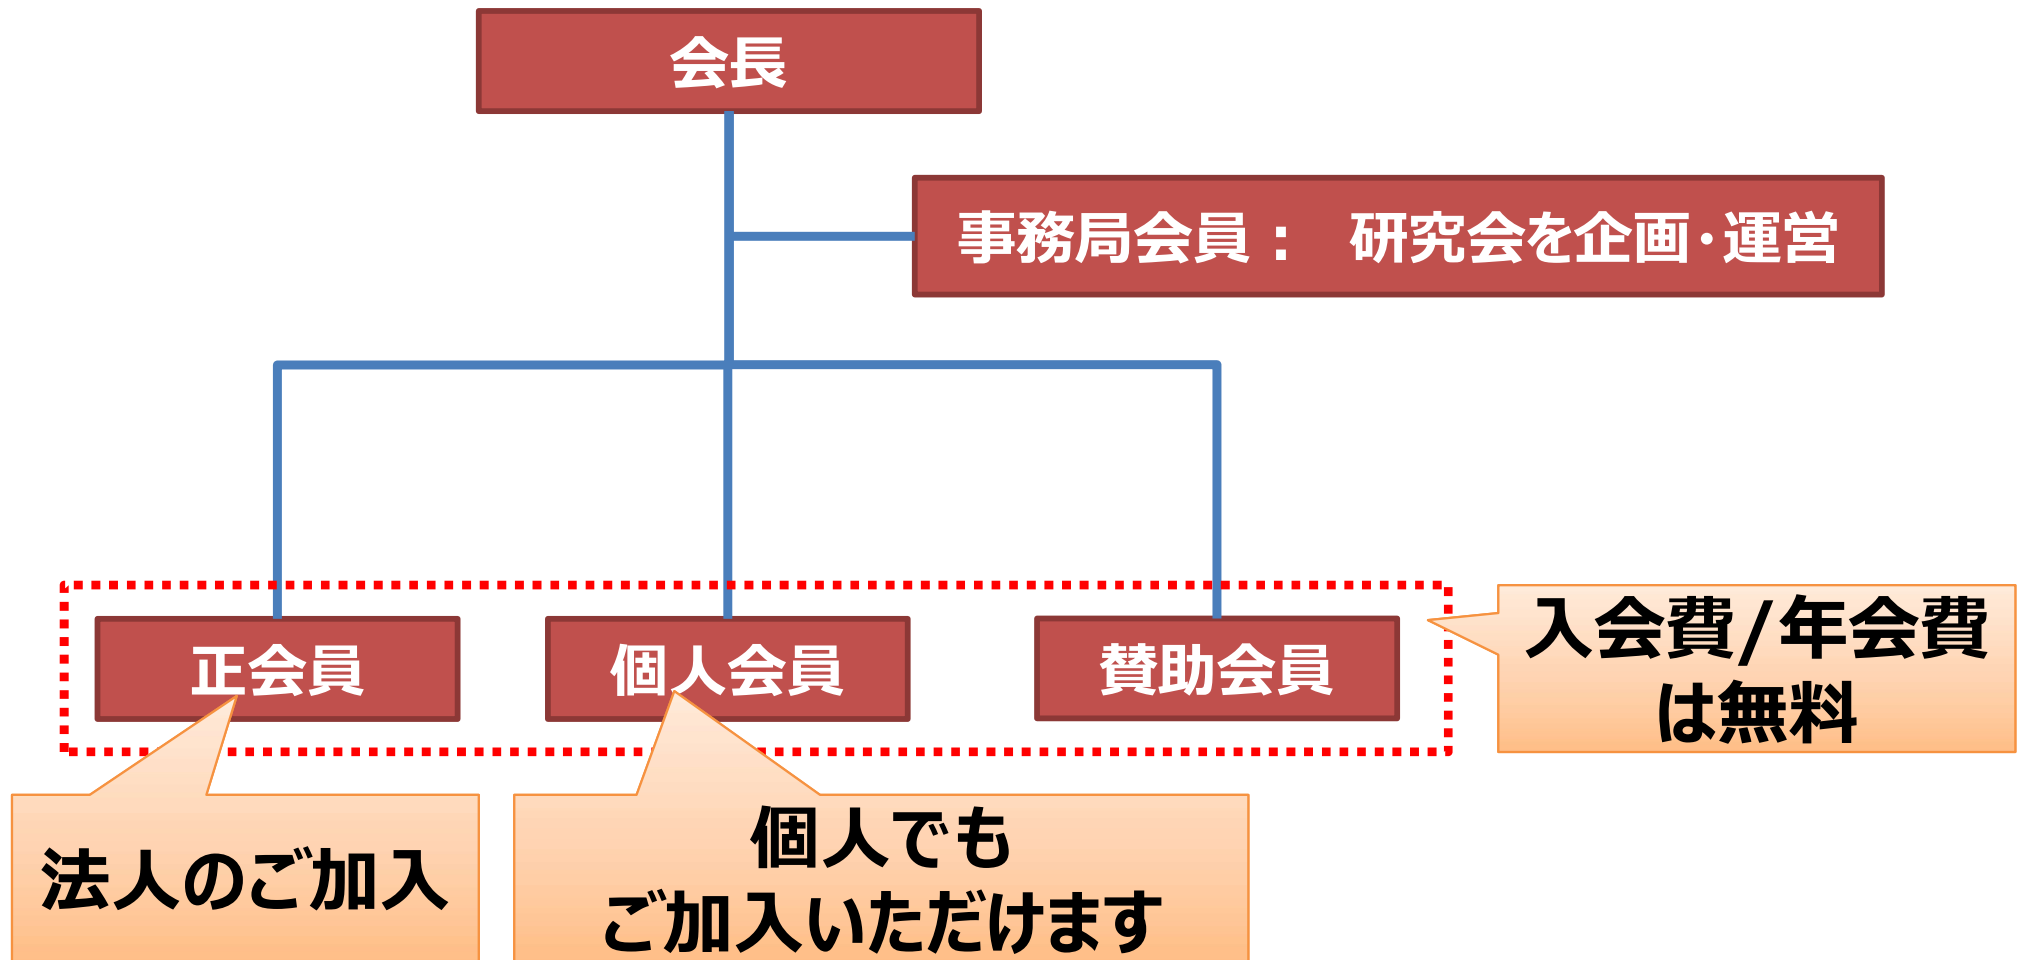 会長
事務局会員： 研究会を企画・運営
正会員
個人会員
賛助会員
入会費/年会費
は無料
法人のご加入
個人でも
ご加入いただけます